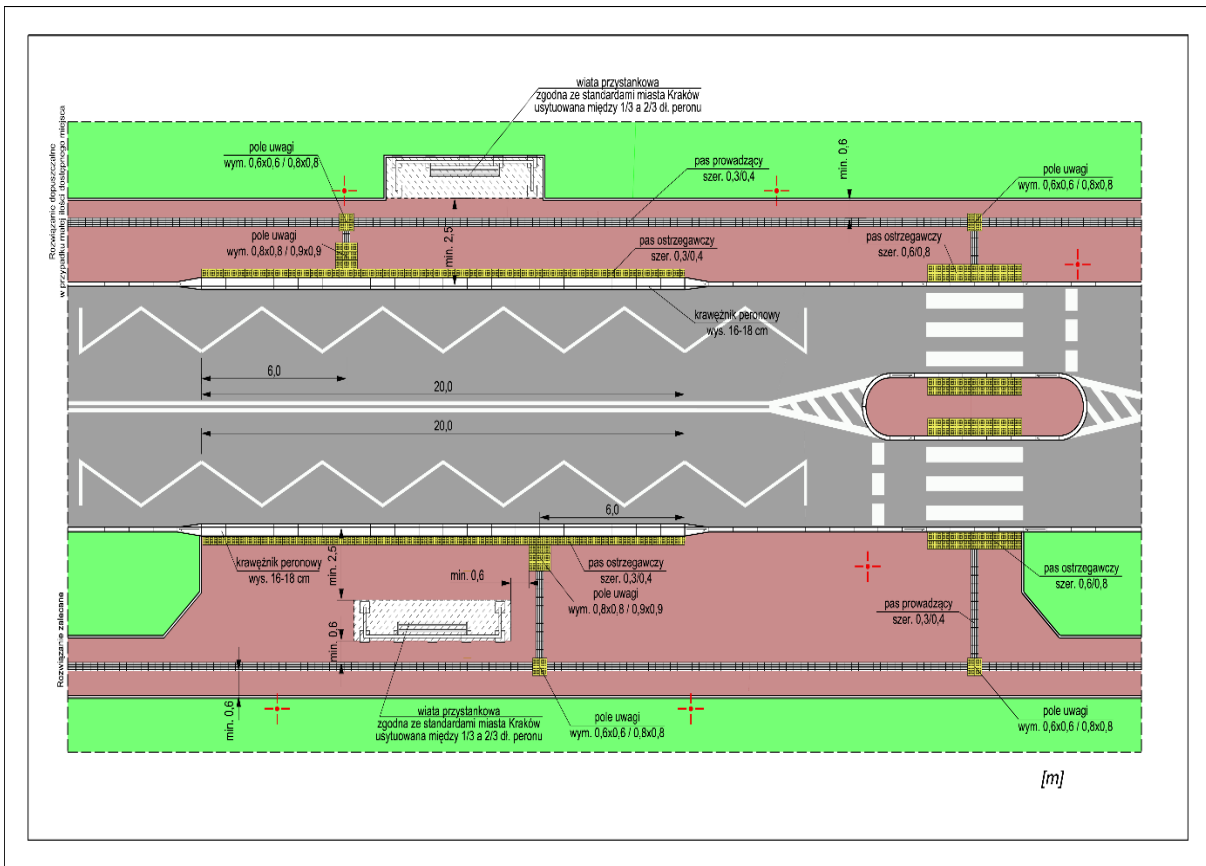 wiata przystankowa
zgodna ze standardami miasta Kraków
usytuowana między 1/3 a 2/3 dł. peronu
Rozwiązanie dopuszczalne
w przypadku małej ilości dostępnego miejsca
pole uwagi
wym. 0,6x0,6 / 0,8x0,8
pas prowadzący
szer. 0,3/0,4
min. 0,6
pole uwagi
wym. 0,6x0,6 / 0,8x0,8
pole uwagi
wym. 0,8x0,8 / 0,9x0,9
min. 2,5
pas ostrzegawczy
szer. 0,3/0,4
pas ostrzegawczy
szer. 0,6/0,8
krawężnik peronowy
wys. 16-18 cm
6,0
20,0
20,0
6,0
krawężnik peronowy
wys. 16-18 cm
min. 2,5
min. 0,6
pas ostrzegawczy
szer. 0,3/0,4
pole uwagi
wym. 0,8x0,8 / 0,9x0,9
pas ostrzegawczy
szer. 0,6/0,8
pas prowadzący
szer. 0,3/0,4
min. 0,6
Rozwiązanie zalecane
min. 0,6
wiata przystankowa
zgodna ze standardami miasta Kraków
usytuowana między 1/3 a 2/3 dł. peronu
pole uwagi
wym. 0,6x0,6 / 0,8x0,8
pole uwagi
wym. 0,6x0,6 / 0,8x0,8
[m]